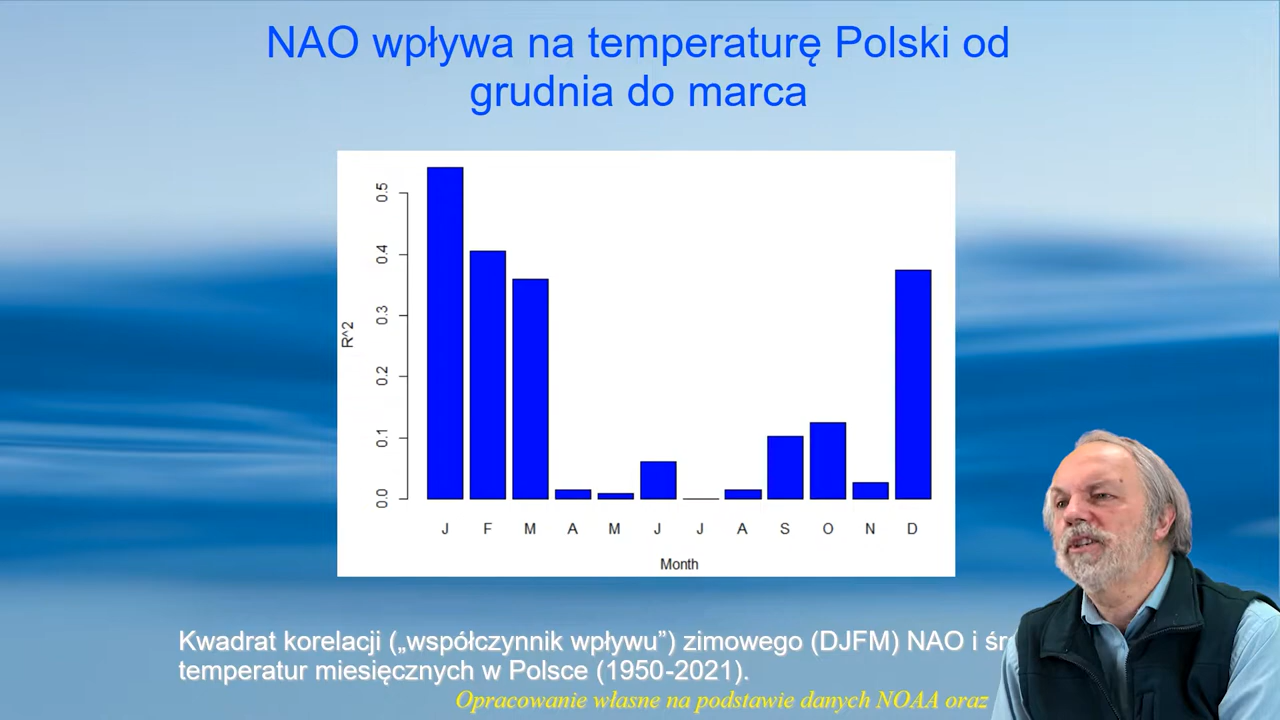 NAO wpływa na temperaturę Polski od
grudnia do marca
0.5
0.4
0.3
0.2
0.1
0.0
R^2
J F M A M J J A S O N D
Month
Kwadrat korelacji („współczynnik wpływu”) zimowego (DJFM) NAO i
temperatur miesięcznych w Polsce (1950-2021).
Opracowanie własne na podstawie danych NOAA oraz